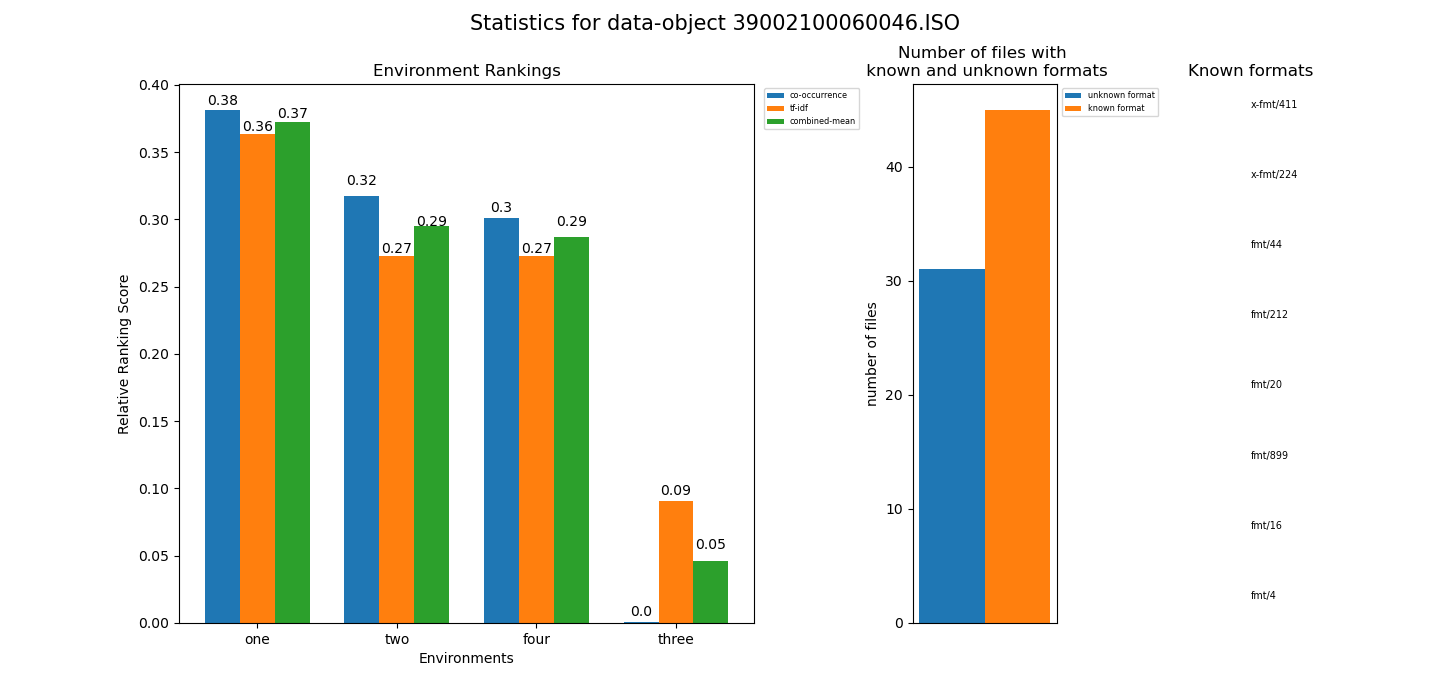 Statistics for data-object 39002100060046.ISO
Environment Rankings
0.40
0.35
0.30
0.25
0.20
0.15
0.10
0.05
0.00
Relative Ranking Score
0.38
0.36
0.37
0.32
0.27
0.29
0.3
0.27
0.29
0.0
0.09
0.05
one
two
four
three
Environments
co-occurrence
tf-idf
combined-mean
Number of files with
known and unknown formats
40
30
20
10
0
number of files
unknown format
known format
Known formats
x-fmt/411
x-fmt/224
fmt/44
fmt/212
fmt/20
fmt/899
fmt/16
fmt/4